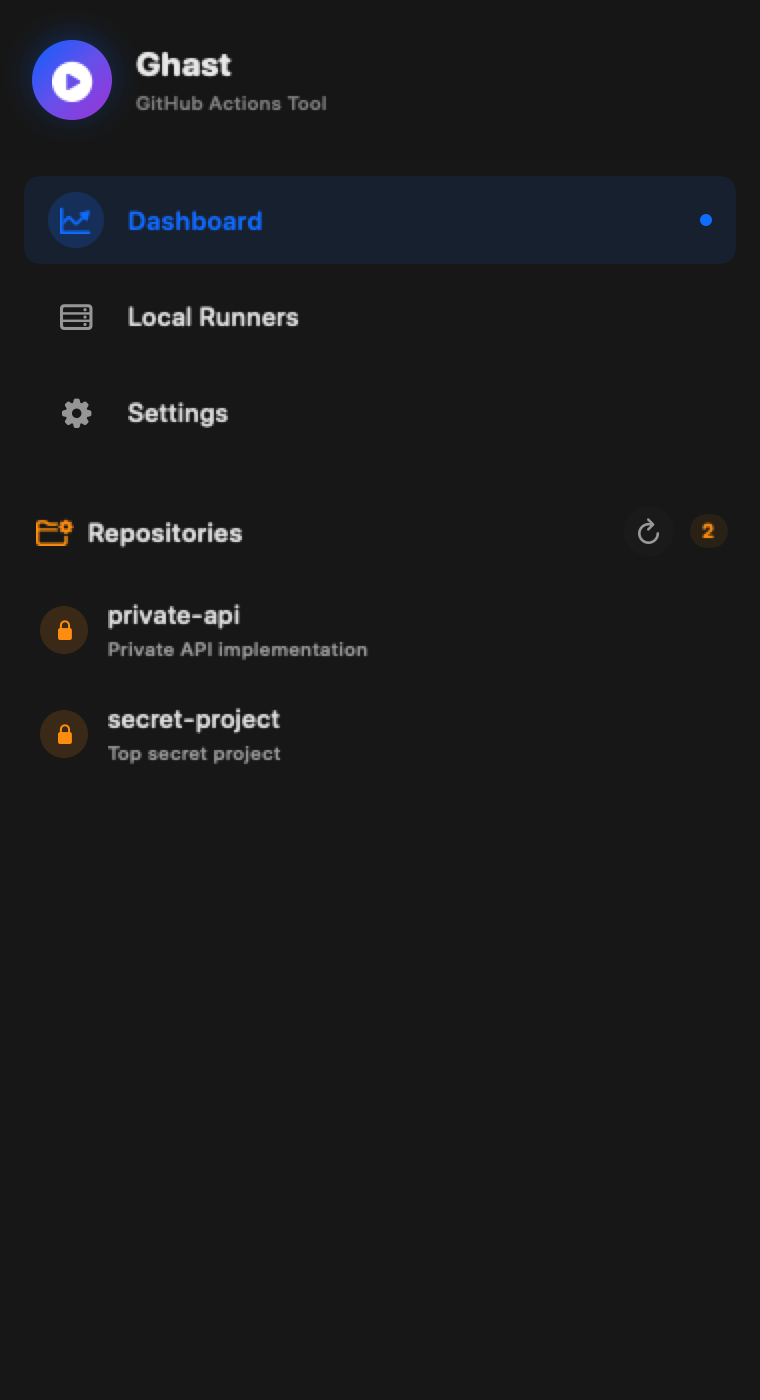 Ghast
GitHub Actions Tool
Dashboard
Local Runners
Settings
Repositories
2
private-api
Private API implementation
secret-project
Top secret project